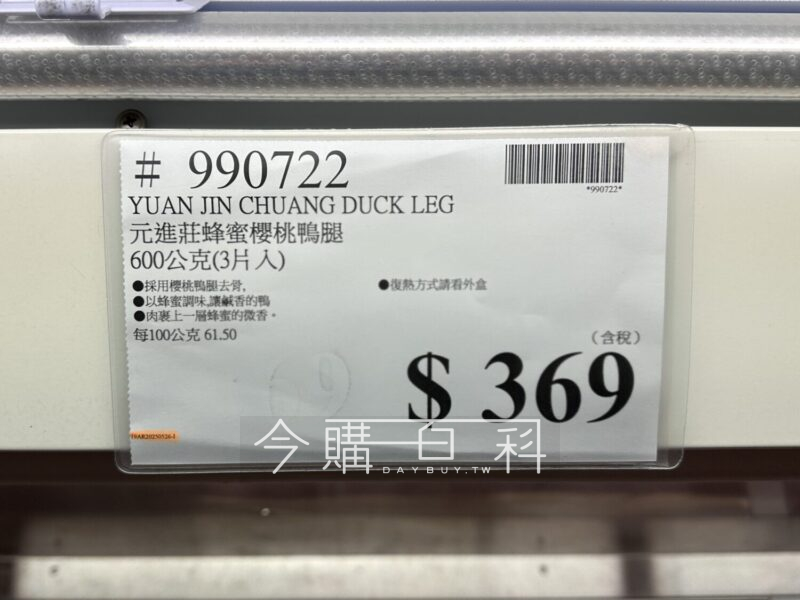 # 990722
*990722*
YUAN JIN CHUANG DUCK LEG
元進莊蜂蜜櫻桃鴨腿
600公克(3片入)
●採用櫻桃鴨腿去骨,
●以蜂蜜調味,讓鹹香的鴨
●肉裹上一層蜂蜜的微香。
●復熱方式請看外盒
每100公克 61.50
(含稅)
$ 369
今購百科
DAYBUY.TW